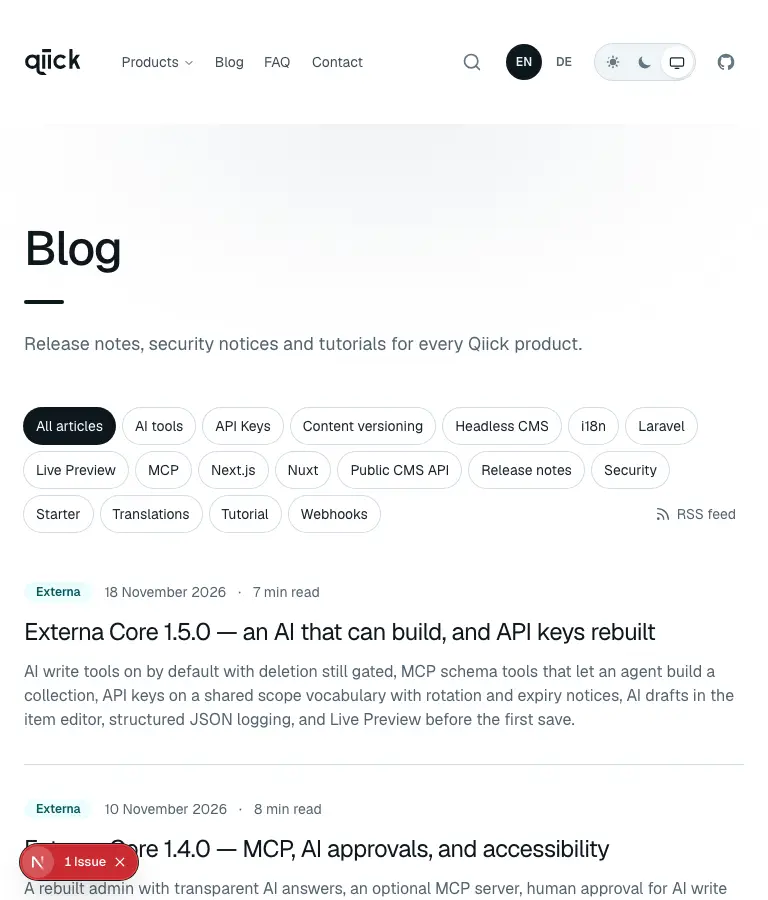 qiick
Products
Blog
FAQ
Contact
EN
DE
Blog
Release notes, security notices and tutorials for every Qiick product.
All articles
AI tools
API Keys
Content versioning
Headless CMS
i18n
Laravel
Live Preview
MCP
Next.js
Nuxt
Public CMS API
Release notes
Security
Starter
Translations
Tutorial
Webhooks
RSS feed
Externa 18 November 2026 · 7 min read
Externa Core 1.5.0 — an AI that can build, and API keys rebuilt
AI write tools on by default with deletion still gated, MCP schema tools that let an agent build a
collection, API keys on a shared scope vocabulary with rotation and expiry notices, AI drafts in the
item editor, structured JSON logging, and Live Preview before the first save.
Externa 10 November 2026 · 8 min read
Externa Core 1.4.0 — MCP, AI approvals, and accessibility
N 1 Issue
A rebuilt admin with transparent AI answers, an optional MCP server, human approval for AI write